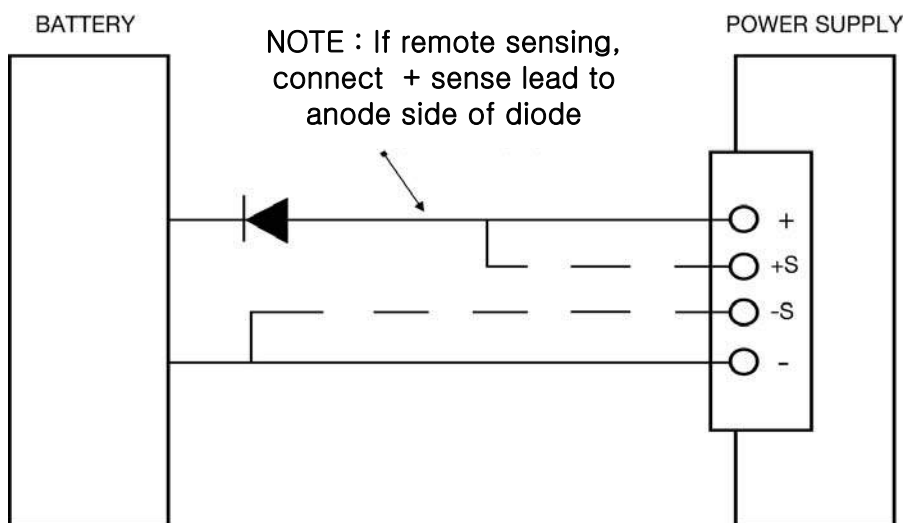 BATTERY
POWER SUPPLY
NOTE : If remote sensing,
connect + sense lead to
anode side of diode
+
+S
-S
-